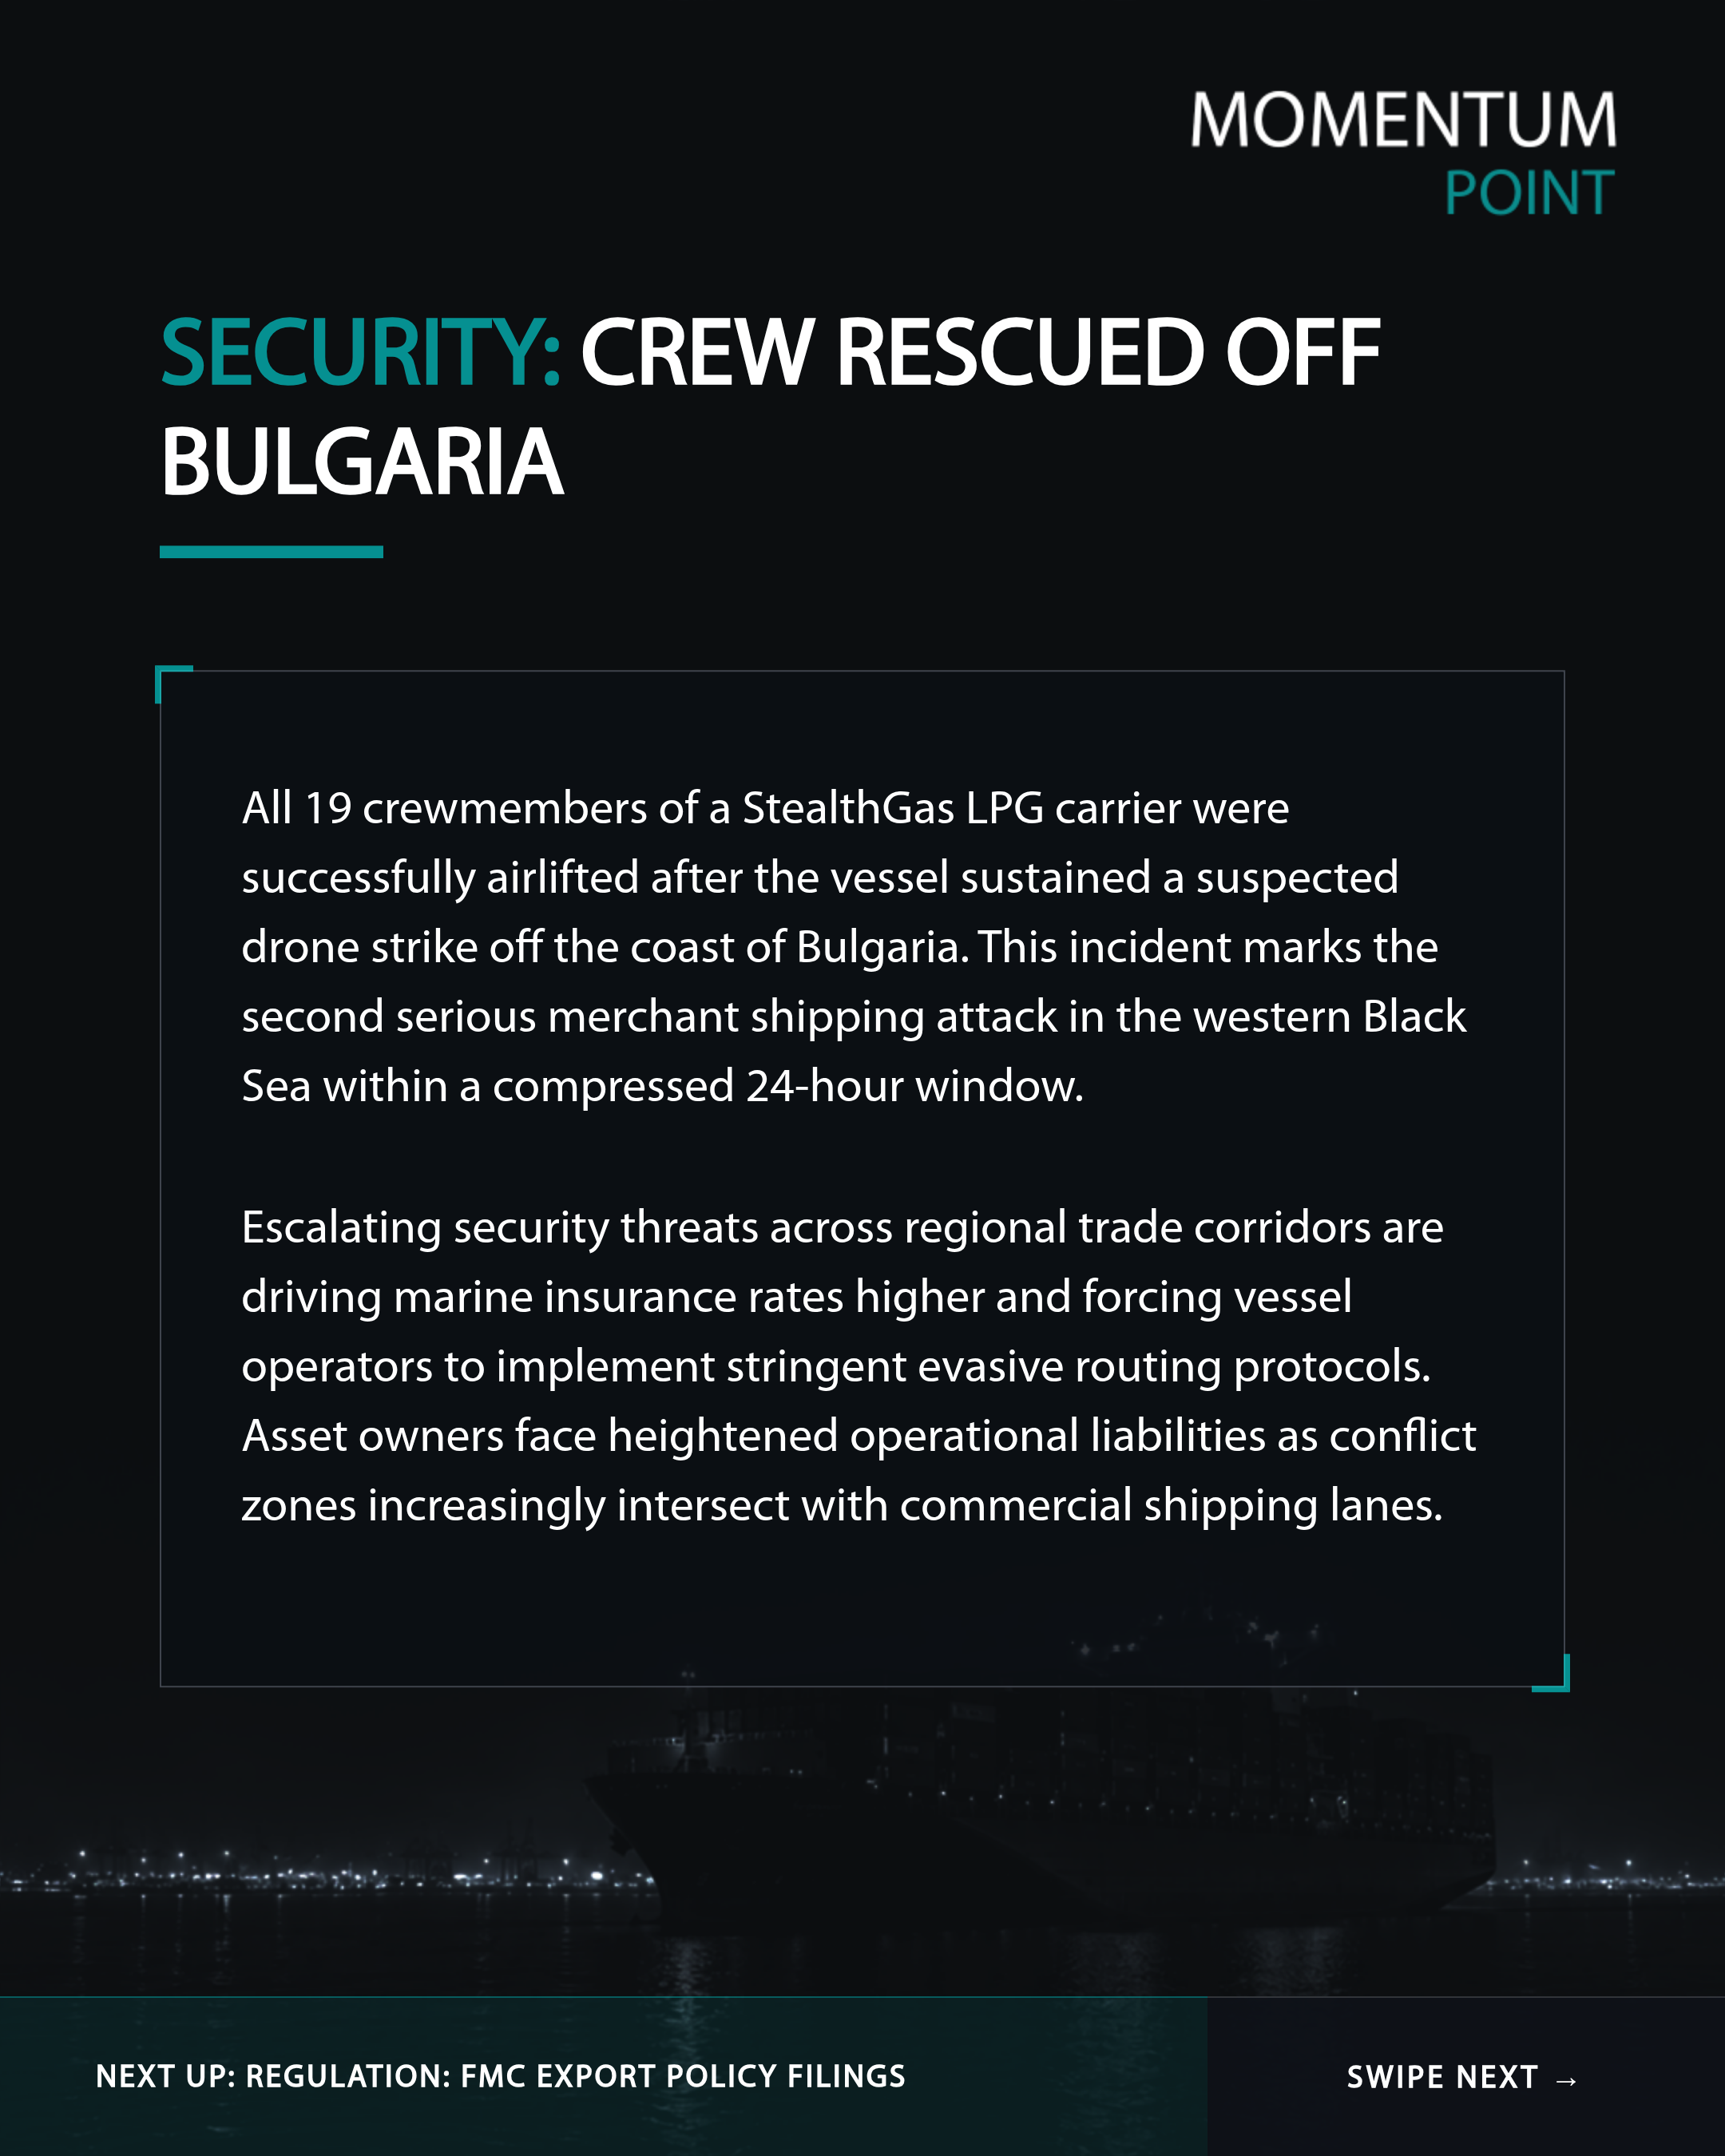 MOMENTUM
POINT
SECURITY: CREW RESCUED OFF
BULGARIA
All 19 crewmembers of a StealthGas LPG carrier were
successfully airlifted after the vessel sustained a suspected
drone strike off the coast of Bulgaria. This incident marks the
second serious merchant shipping attack in the western Black
Sea within a compressed 24-hour window.
Escalating security threats across regional trade corridors are
driving marine insurance rates higher and forcing vessel
operators to implement stringent evasive routing protocols.
Asset owners face heightened operational liabilities as conflict
zones increasingly intersect with commercial shipping lanes.
NEXT UP: REGULATION: FMC EXPORT POLICY FILINGS
SWIPE NEXT →